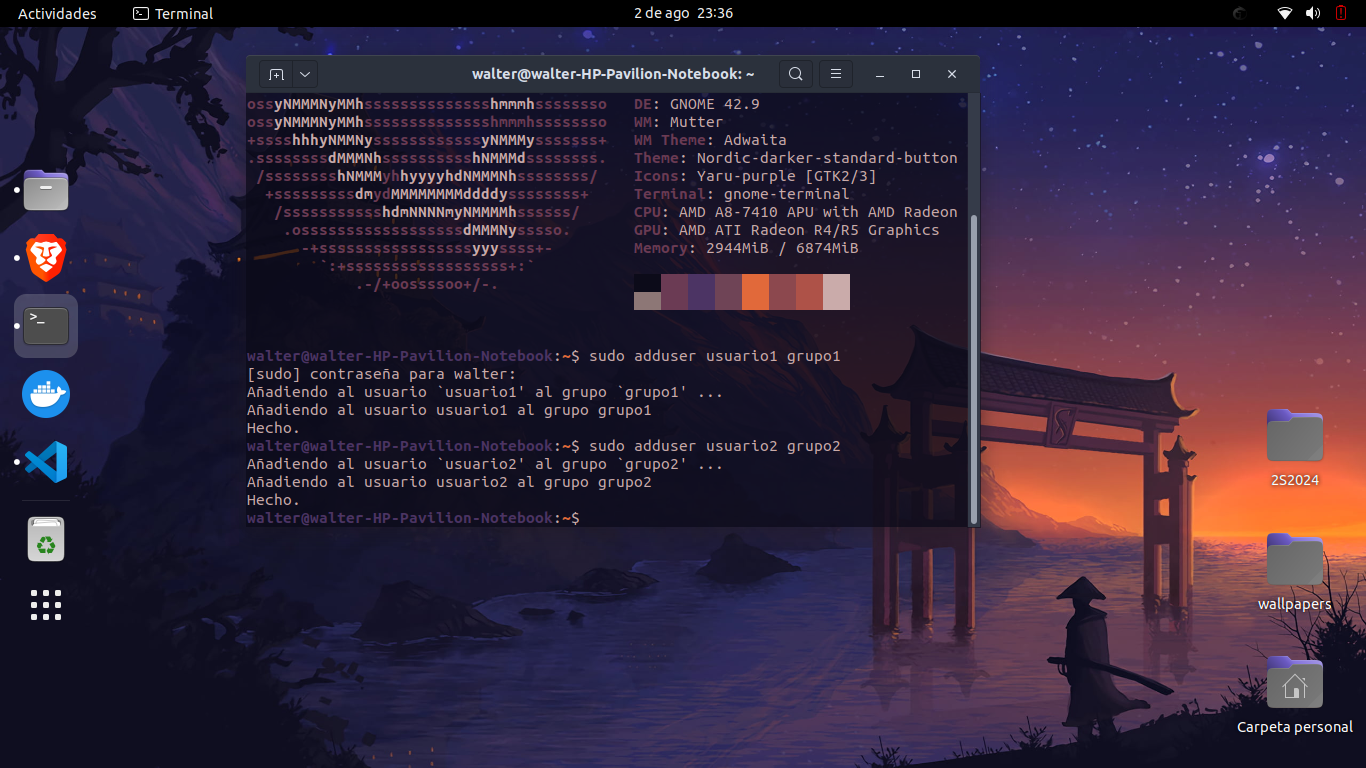 Actividades
Terminal
2 de ago 23:36
walter@walter-HP-Pavilion-Notebook: ~
ossyNMMMNyMMhsssssssssssssshmmmhssssssso DE: GNOME 42.9
ossyNMMMNyMMhsssssssssssssshmmmhssssssso WM: Mutter
+sssshhhyNMMNyssssssssssssyNMMMysssssss+ WM Theme: Adwaita
.ssssssssdMMMNhsssssssssshNMMMdssssssss. Theme: Nordic-darker-standard-button
/sssssssshNMMMyhhyyyyhdNMMMNhssssssss/ Icons: Yaru-purple [GTK2/3]
+sssssssssdmydMMMMMMMMddddyssssssss+ Terminal: gnome-terminal
/ssssssssssshdmNNNNmyNMMMMhssssss/ CPU: AMD A8-7410 APU with AMD Radeon
.ossssssssssssssssssdMMMNysssso. GPU: AMD ATI Radeon R4/R5 Graphics
-+sssssssssssssssssyyyssss+- Memory: 2944MiB / 6874MiB
`:+ssssssssssssssssss+:`
.-/+oossssoo+/-.
walter@walter-HP-Pavilion-Notebook:~$ sudo adduser usuario1 grupo1
[sudo] contraseña para walter:
Añadiendo al usuario `usuario1' al grupo `grupo1' ...
Añadiendo al usuario usuario1 al grupo grupo1
Hecho.
walter@walter-HP-Pavilion-Notebook:~$ sudo adduser usuario2 grupo2
Añadiendo al usuario `usuario2' al grupo `grupo2' ...
Añadiendo al usuario usuario2 al grupo grupo2
Hecho.
walter@walter-HP-Pavilion-Notebook:~$
>_
2S2024
wallpapers
Carpeta personal